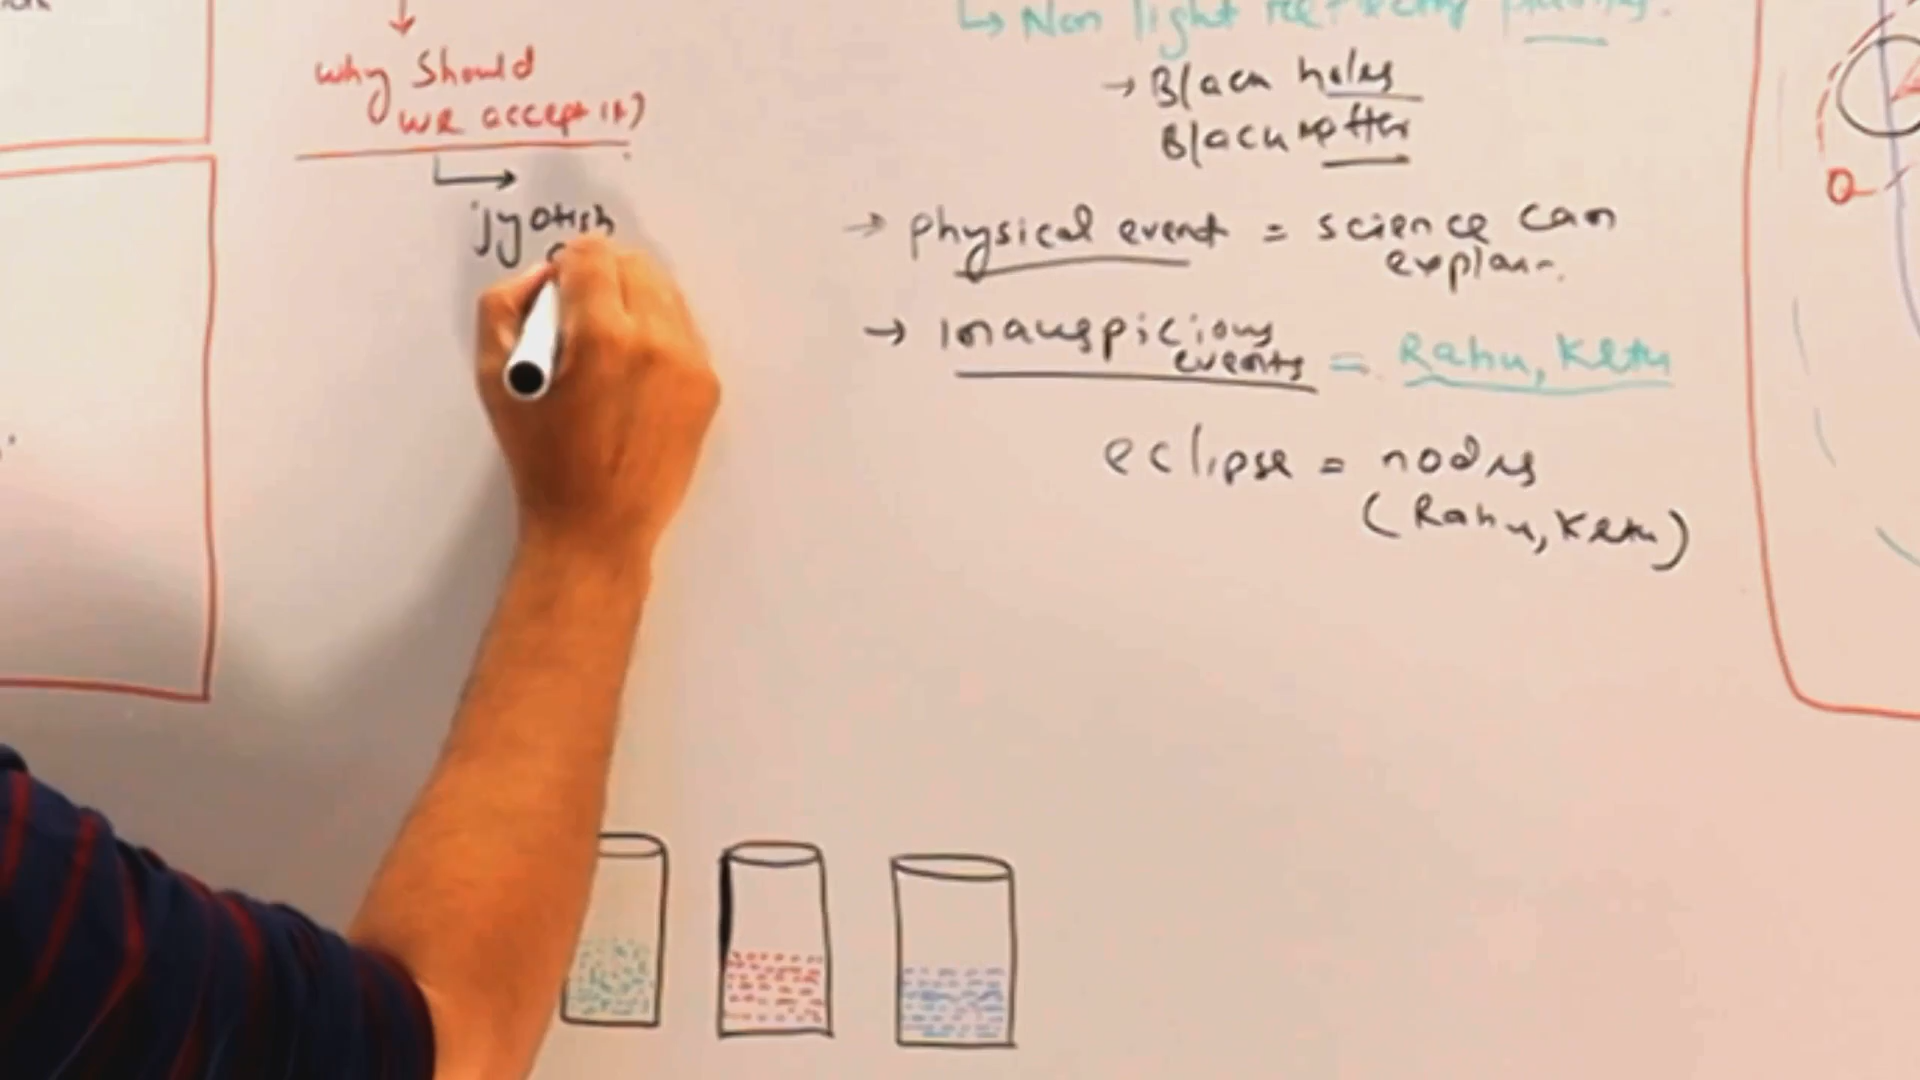 why should
we accept it?
jyotish
↳ Non light reflecting planets.
→ Black holes
Black matter
→ physical event = science can
explain.
→ Inauspicious
events = Rahu, Ketu
eclipse = nodes
(Rahu, Ketu)